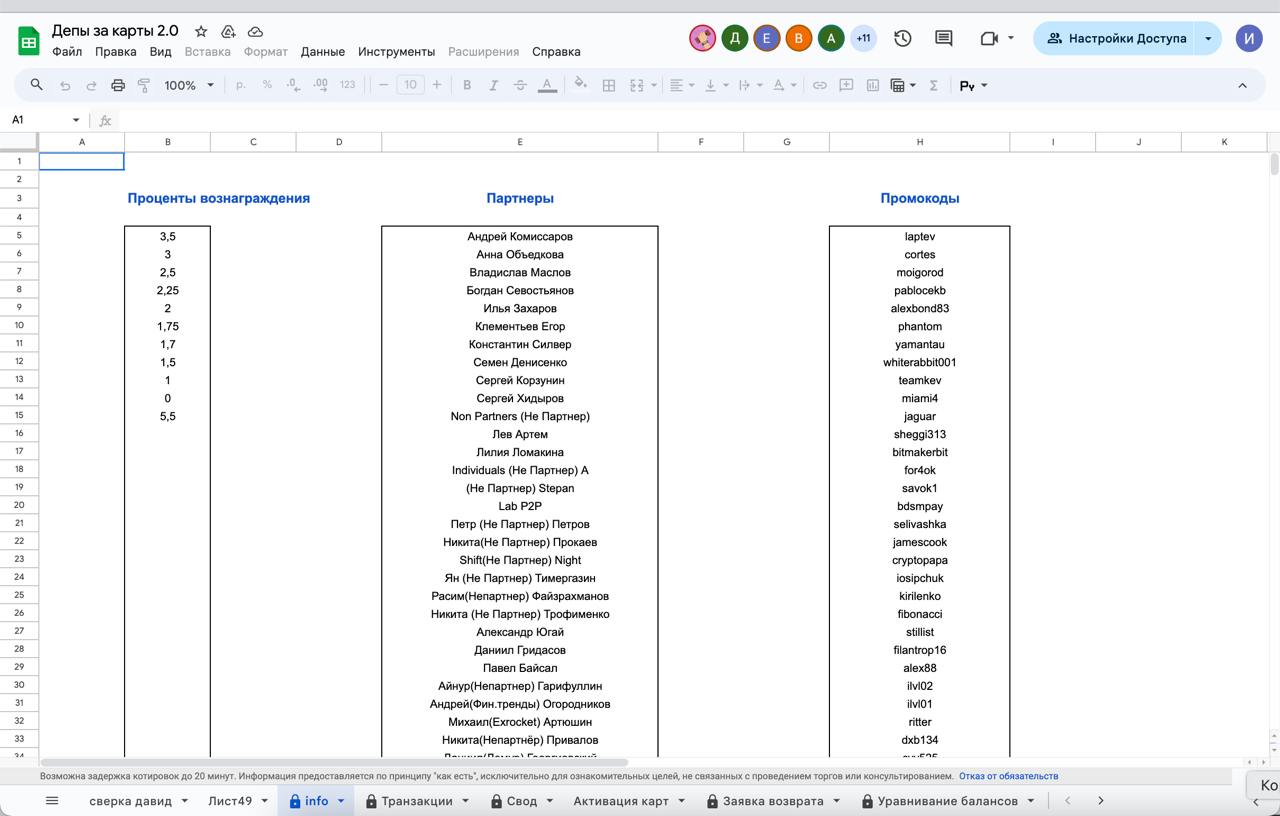 Депы за карты 2.0
Файл Правка Вид Вставка Формат Данные Инструменты Расширения Справка
Д Е В А +11
Настройки Доступа
И
100% р. % .0 .00 123 10 B I A Σ
A1 fx
A B C D E F G H I J K
1
2
3 Проценты вознаграждения Партнеры Промокоды
4
5 3,5 Андрей Комиссаров laptev
6 3 Анна Объедкова cortes
7 2,5 Владислав Маслов moigorod
8 2,25 Богдан Севостьянов pablocekb
9 2 Илья Захаров alexbond83
10 1,75 Клементьев Егор phantom
11 1,7 Константин Силвер yamantau
12 1,5 Семен Денисенко whiterabbit001
13 1 Сергей Корзунин teamkev
14 0 Сергей Хидыров miami4
15 5,5 Non Partners (Не Партнер) jaguar
16 Лев Артем sheggi313
17 Лилия Ломакина bitmakerbit
18 Individuals (Не Партнер) А for4ok
19 (Не Партнер) Stepan savok1
20 Lab P2P bdsmpay
21 Петр (Не Партнер) Петров selivashka
22 Никита(Не Партнер) Прокаев jamescook
23 Shift(Не Партнер) Night cryptopapa
24 Ян (Не Партнер) Тимергазин iosipchuk
25 Расим(Непартнер) Файзрахманов kirilenko
26 Никита (Не Партнер) Трофименко fibonacci
27 Александр Югай stillist
28 Даниил Гридасов filantrop16
29 Павел Байсал alex88
30 Айнур(Непартнер) Гарифуллин ilvl02
31 Андрей(Фин.тренды) Огородников ilvl01
32 Михаил(Exrocket) Артюшин ritter
33 Никита(Непартнёр) Привалов dxb134
34
Возможна задержка котировок до 20 минут. Информация предоставляется по принципу "как есть", исключительно для ознакомительных целей, не связанных с проведением торгов или консультированием. Отказ от обязательств
Ко
сверка давид Лист49 info Транзакции Свод Активация карт Заявка возврата Уравнивание балансов